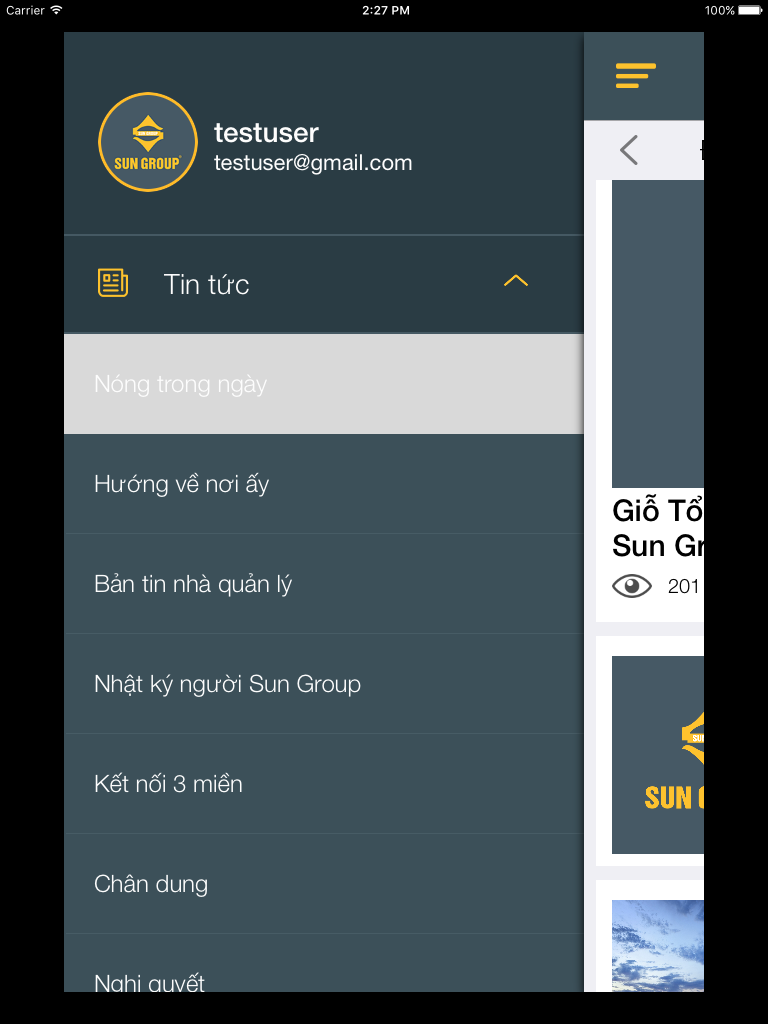 Carrier
2:27 PM
100%
SUN GROUP
testuser
testuser@gmail.com
Tin tức
Nóng trong ngày
Hướng về nơi ấy
Bản tin nhà quản lý
Nhật ký người Sun Group
Kết nối 3 miền
Chân dung
Nghị quyết
Giỗ Tổ
Sun Gr
201
SUN
SUN G